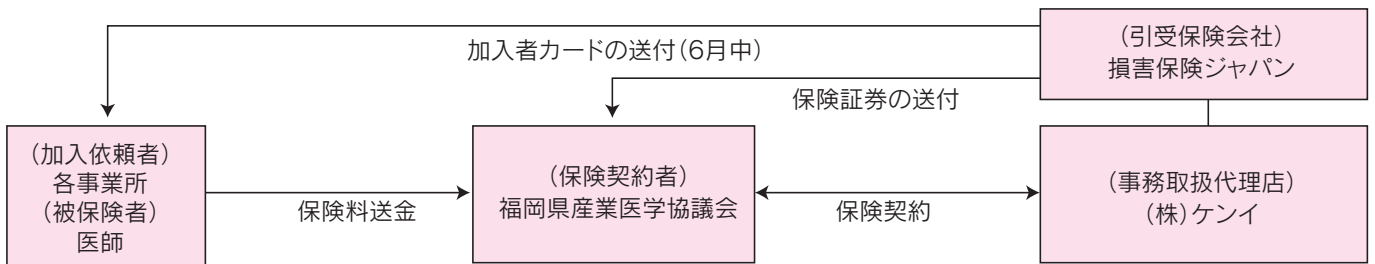 加入者カードの送付（6月中）
（引受保険会社）
損害保険ジャパン
保険証券の送付
（加入依頼者）
各事業所
（被保険者）
医師
保険料送金
（保険契約者）
福岡県産業医学協議会
保険契約
（事務取扱代理店）
（株）ケンイ